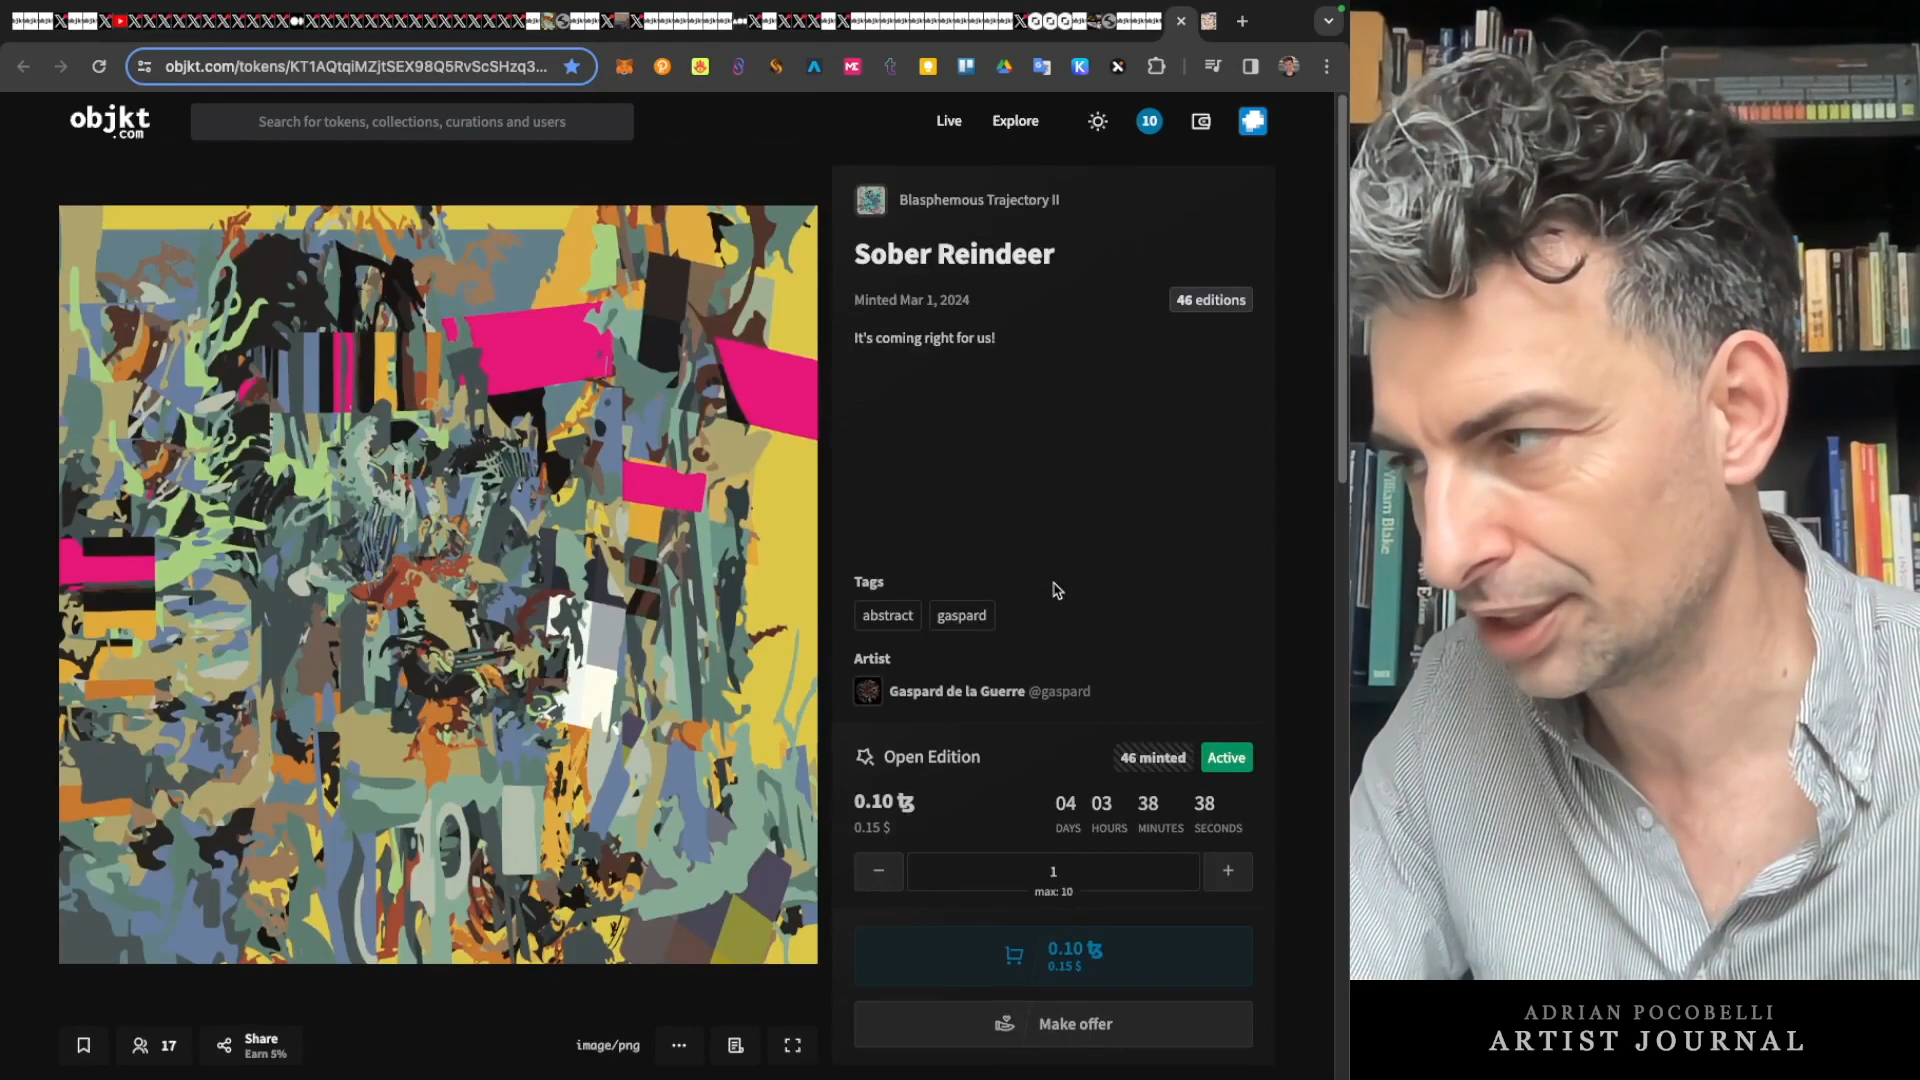 objkt.com/tokens/KT1AQtqiMZjtSEX98Q5RvScSHzq3...
objkt
.com
Search for tokens, collections, curations and users
Live
Explore
10
Blasphemous Trajectory II
Sober Reindeer
Minted Mar 1, 2024
46 editions
It's coming right for us!
Tags
abstract
gaspard
Artist
Gaspard de la Guerre @gaspard
Open Edition
46 minted
Active
0.10
04 03 38 38
0.15 $
DAYS HOURS MINUTES SECONDS
−
1
+
max: 10
0.10
0.15 $
Make offer
17
Share
Earn 5%
image/png
...
William Blake
ADRIAN POCOBELLI
ARTIST JOURNAL